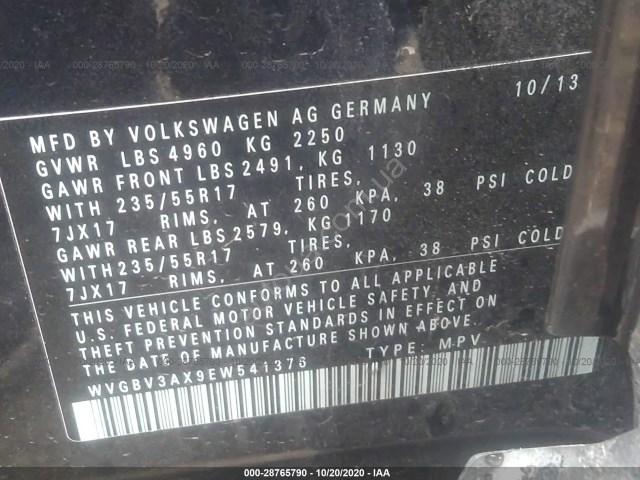 10/13
MFD BY VOLKSWAGEN AG GERMANY
GVWR LBS 4960 KG 2250
GAWR FRONT LBS 2491, KG 1130
WITH 235/55R17 TIRES,
7JX17 RIMS, AT 260 KPA, 38 PSI COLD
GAWR REAR LBS 2579, KG 1170
WITH 235/55R17 TIRES,
7JX17 RIMS, AT 260 KPA, 38 PSI COLD
THIS VEHICLE CONFORMS TO ALL APPLICABLE
U.S. FEDERAL MOTOR VEHICLE SAFETY, AND
THEFT PREVENTION STANDARDS IN EFFECT ON
THE DATE OF MANUFACTURE SHOWN ABOVE.
WVGBV3AX9EW541376 TYPE: MPV
000-28765790 - 10/20/2020 - IAA